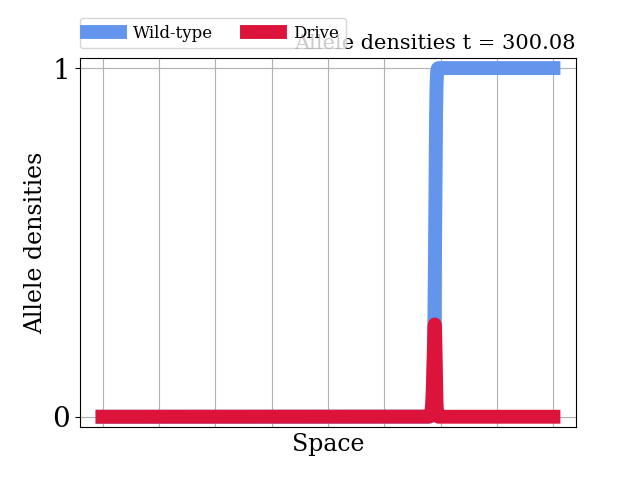 Wild-type Drive
Allele densities t = 300.08
1
Allele densities
0
Space